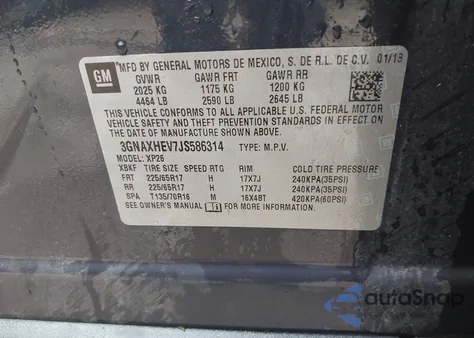 GM
MFD BY GENERAL MOTORS DE MEXICO, S. DE R.L. DE C.V. 01/18
GVWR GAWR FRT GAWR RR
2025 KG 1175 KG 1200 KG
4464 LB 2590 LB 2645 LB
THIS VEHICLE CONFORMS TO ALL APPLICABLE U.S. FEDERAL MOTOR
VEHICLE SAFETY, BUMPER, AND THEFT PREVENTION STANDARDS
IN EFFECT ON THE DATE OF MANUFACTURE SHOWN ABOVE.
3GNAXHEV7JS586314 TYPE: M.P.V.
MODEL: XP26
XBKF TIRE SIZE SPEED RTG RIM COLD TIRE PRESSURE
FRT 225/65R17 H 17X7J 240KPA(35PSI)
RR 225/65R17 H 17X7J 240KPA(35PSI)
SPA T135/70R16 M 16X4BT 420KPA(60PSI)
SEE OWNER'S MANUAL FOR MORE INFORMATION.
autoSnap